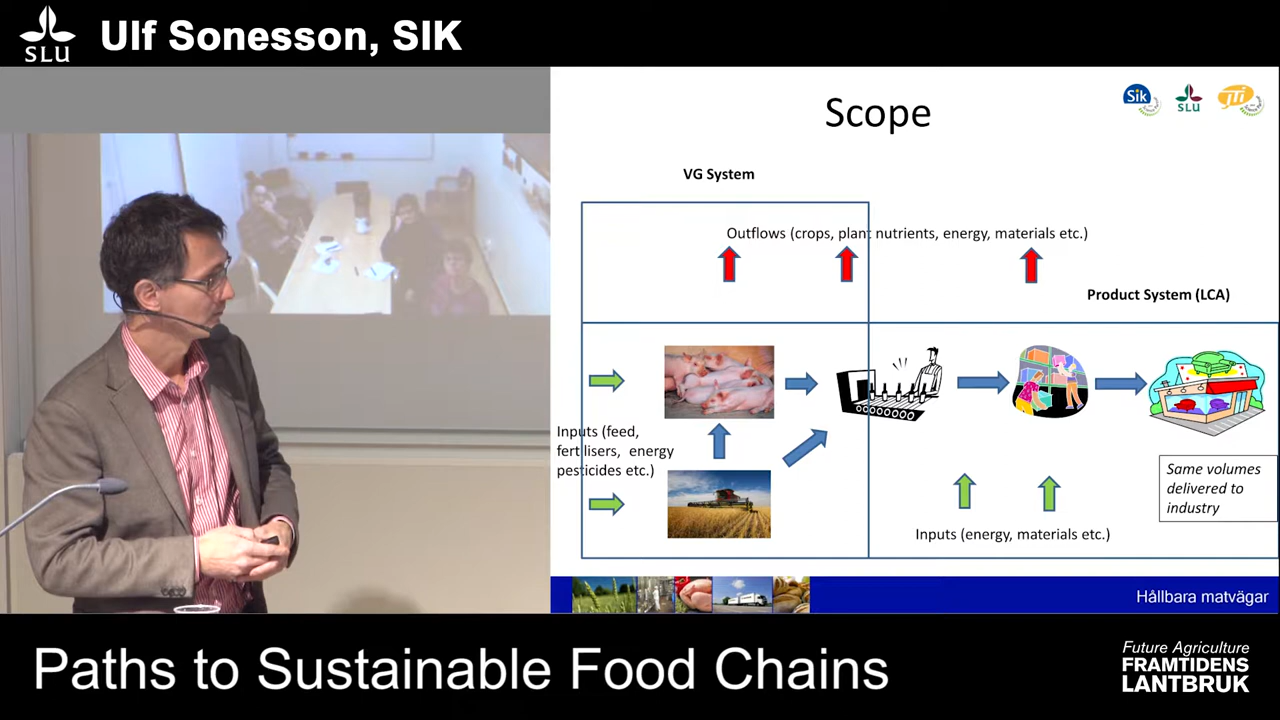 SLU
Ulf Sonesson, SIK
Scope
Sik
SLU
JTI
VG System
Outflows (crops, plant nutrients, energy, materials etc.)
Product System (LCA)
Inputs (feed,
fertilisers, energy
pesticides etc.)
Same volumes
delivered to
industry
Inputs (energy, materials etc.)
Hållbara matvägar
Paths to Sustainable Food Chains
Future Agriculture
FRAMTIDENS
LANTBRUK